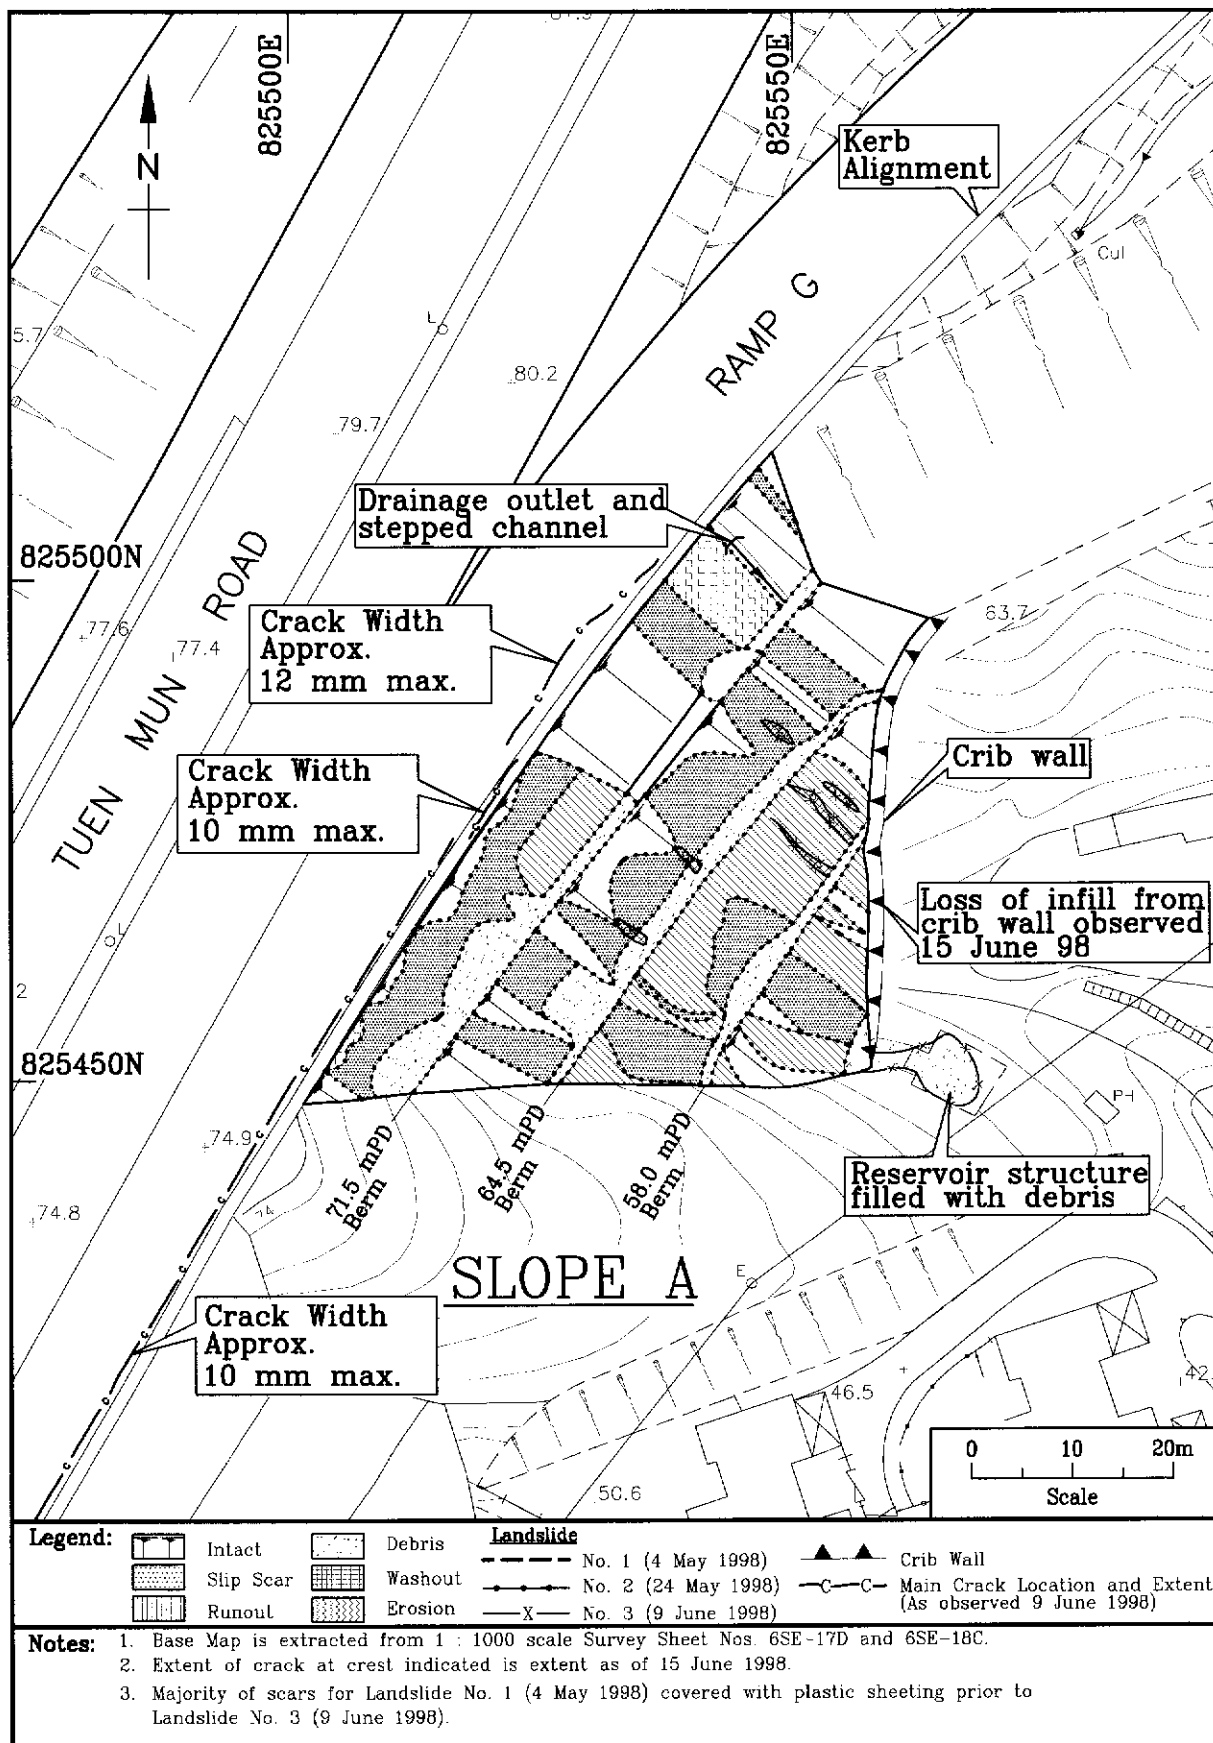 825500E
825550E
N
Kerb
Alignment
Cul
5.7
L
80.2
79.7
RAMP G
Drainage outlet and
stepped channel
825500N
TUEN MUN ROAD
77.6
77.4
63.7
Crack Width
Approx.
12 mm max.
Crib wall
Crack Width
Approx.
10 mm max.
Loss of infill from
crib wall observed
15 June 98
L
2
825450N
PH
74.9
74.8
74
71.5 mPD
Berm
64.5 mPD
Berm
58.0 mPD
Berm
Reservoir structure
filled with debris
SLOPE A
E
Crack Width
Approx.
10 mm max.
46.5
42.
50.6
0 10 20m
Scale
Legend:
Intact
Slip Scar
Runout
Debris
Washout
Erosion
Landslide
No. 1 (4 May 1998)
No. 2 (24 May 1998)
X No. 3 (9 June 1998)
Crib Wall
C C Main Crack Location and Extent
(As observed 9 June 1998)
Notes: 1. Base Map is extracted from 1 : 1000 scale Survey Sheet Nos. 6SE-17D and 6SE-18C.
2. Extent of crack at crest indicated is extent as of 15 June 1998.
3. Majority of scars for Landslide No. 1 (4 May 1998) covered with plastic sheeting prior to
Landslide No. 3 (9 June 1998).